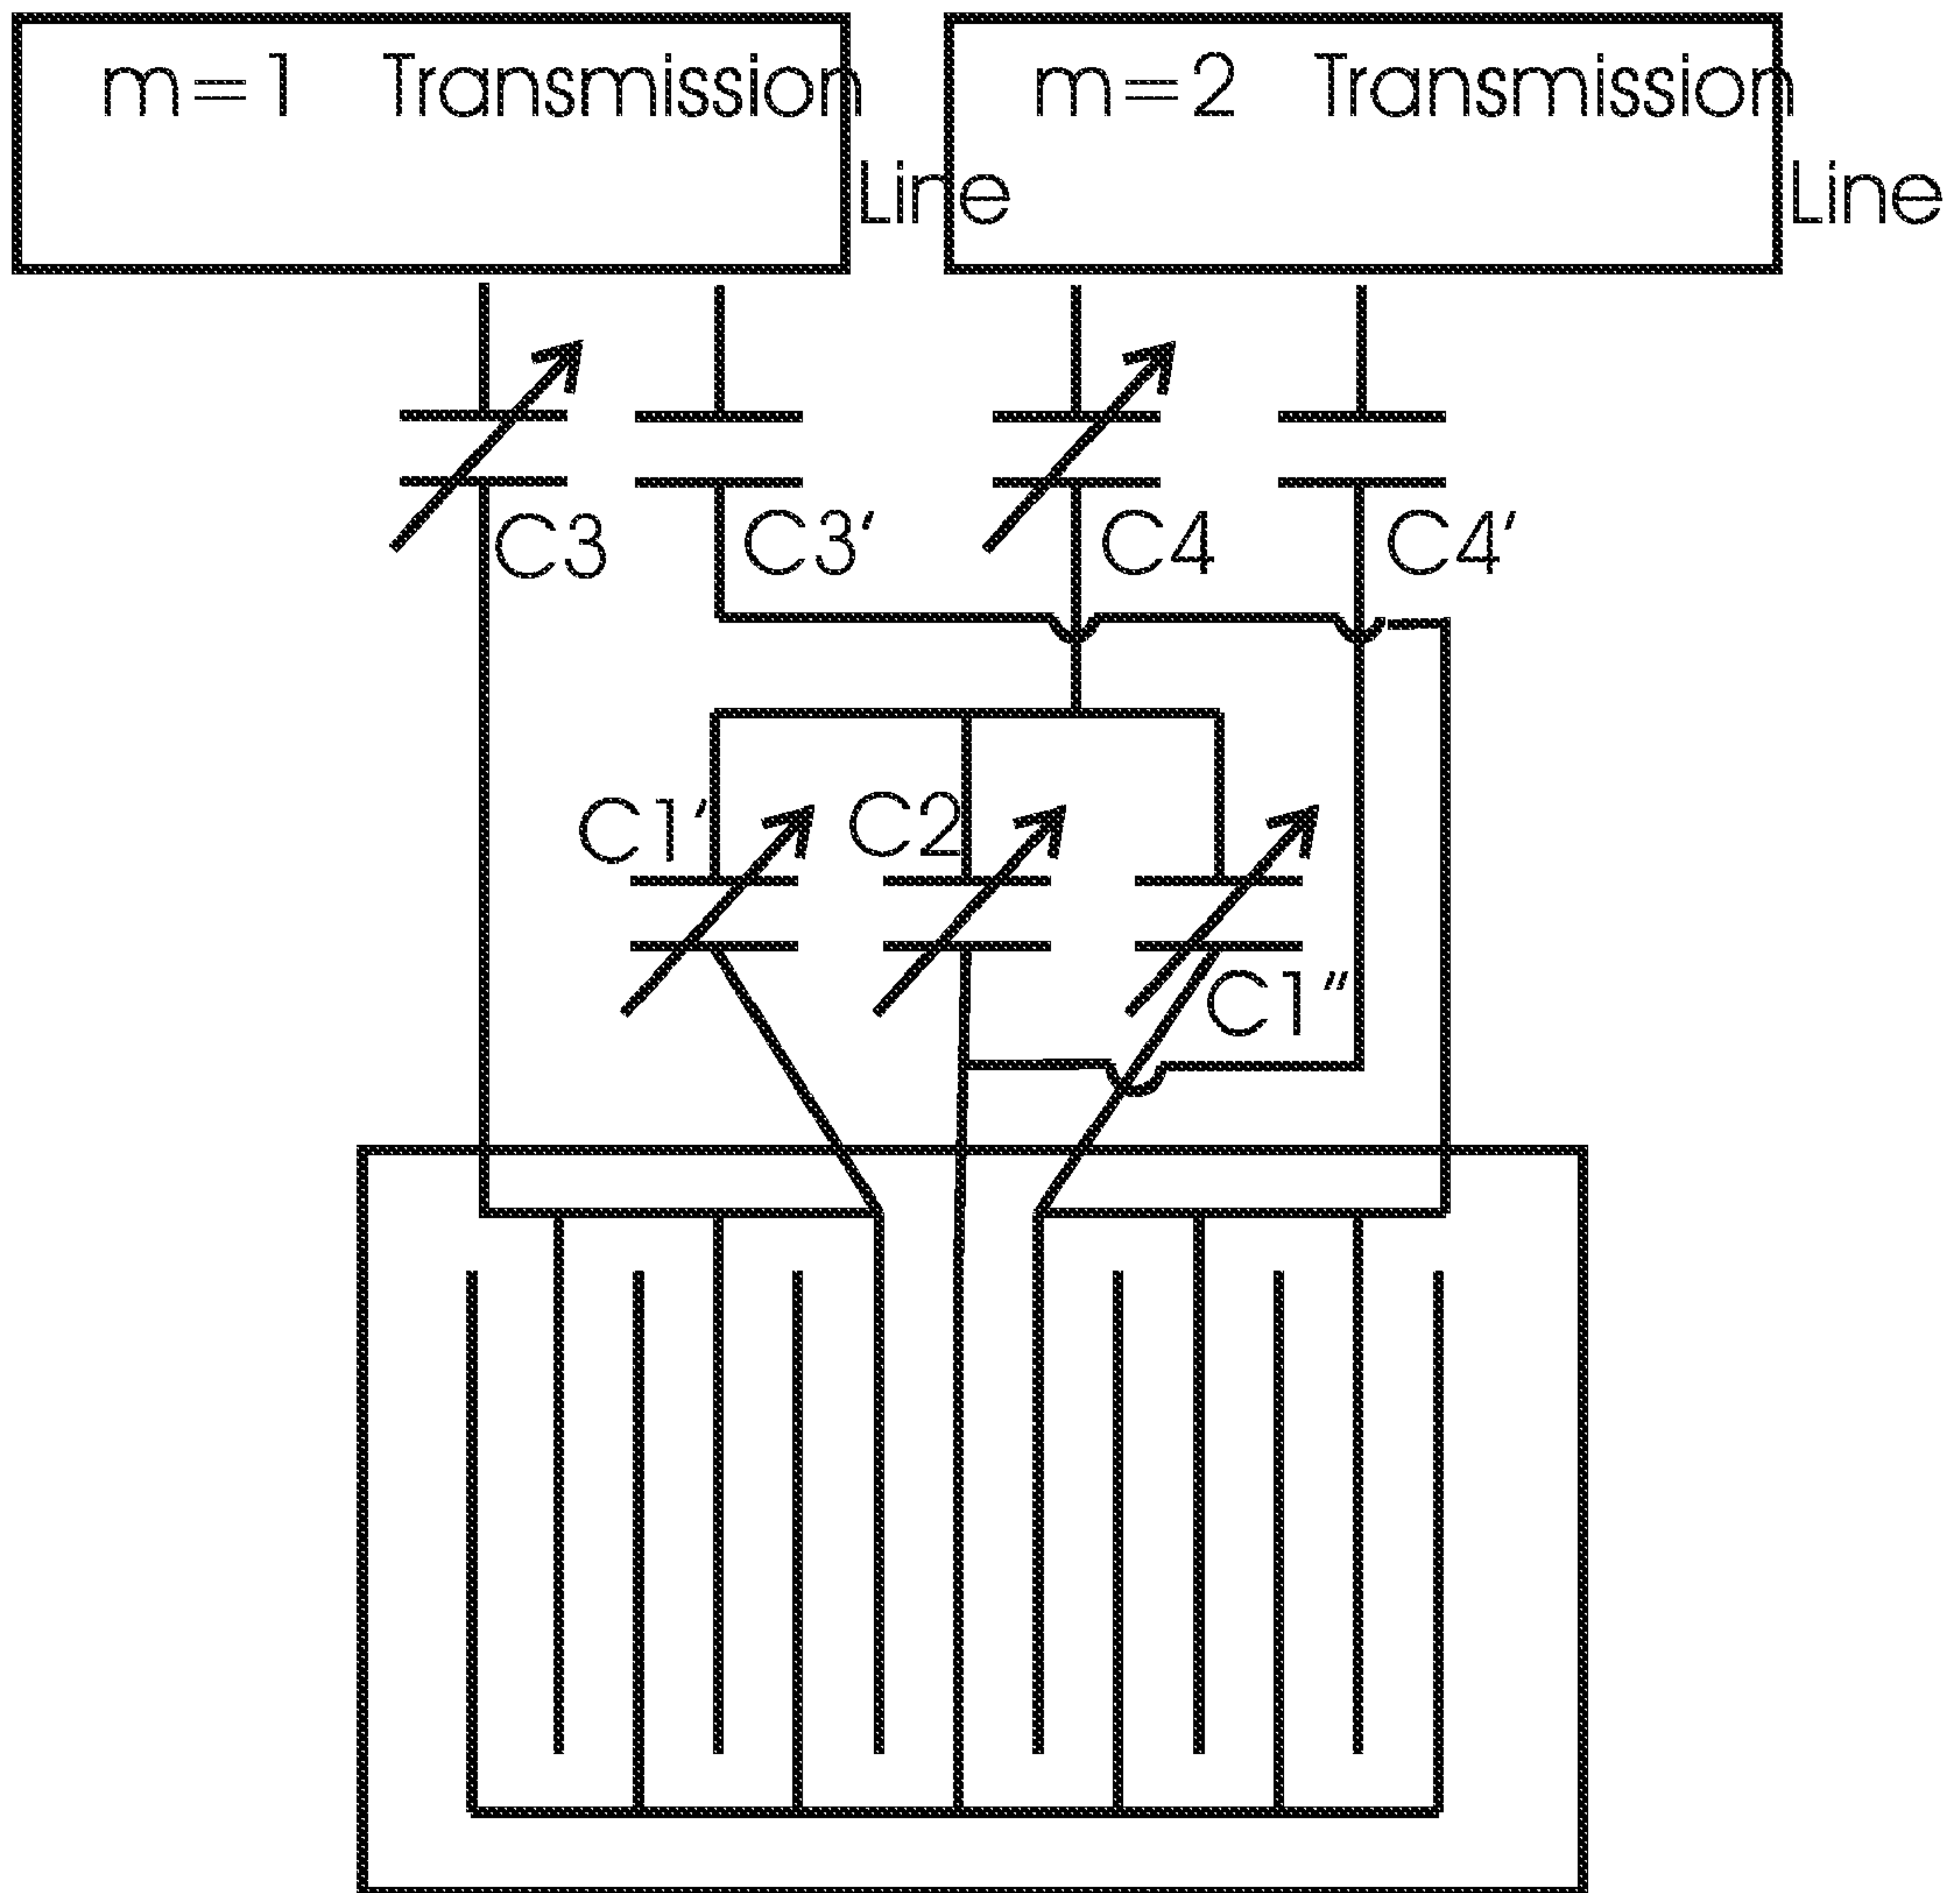 m=1 Transmission
Line
m=2 Transmission
Line
C3
C3'
C4
C4'
C1'
C2
C1"